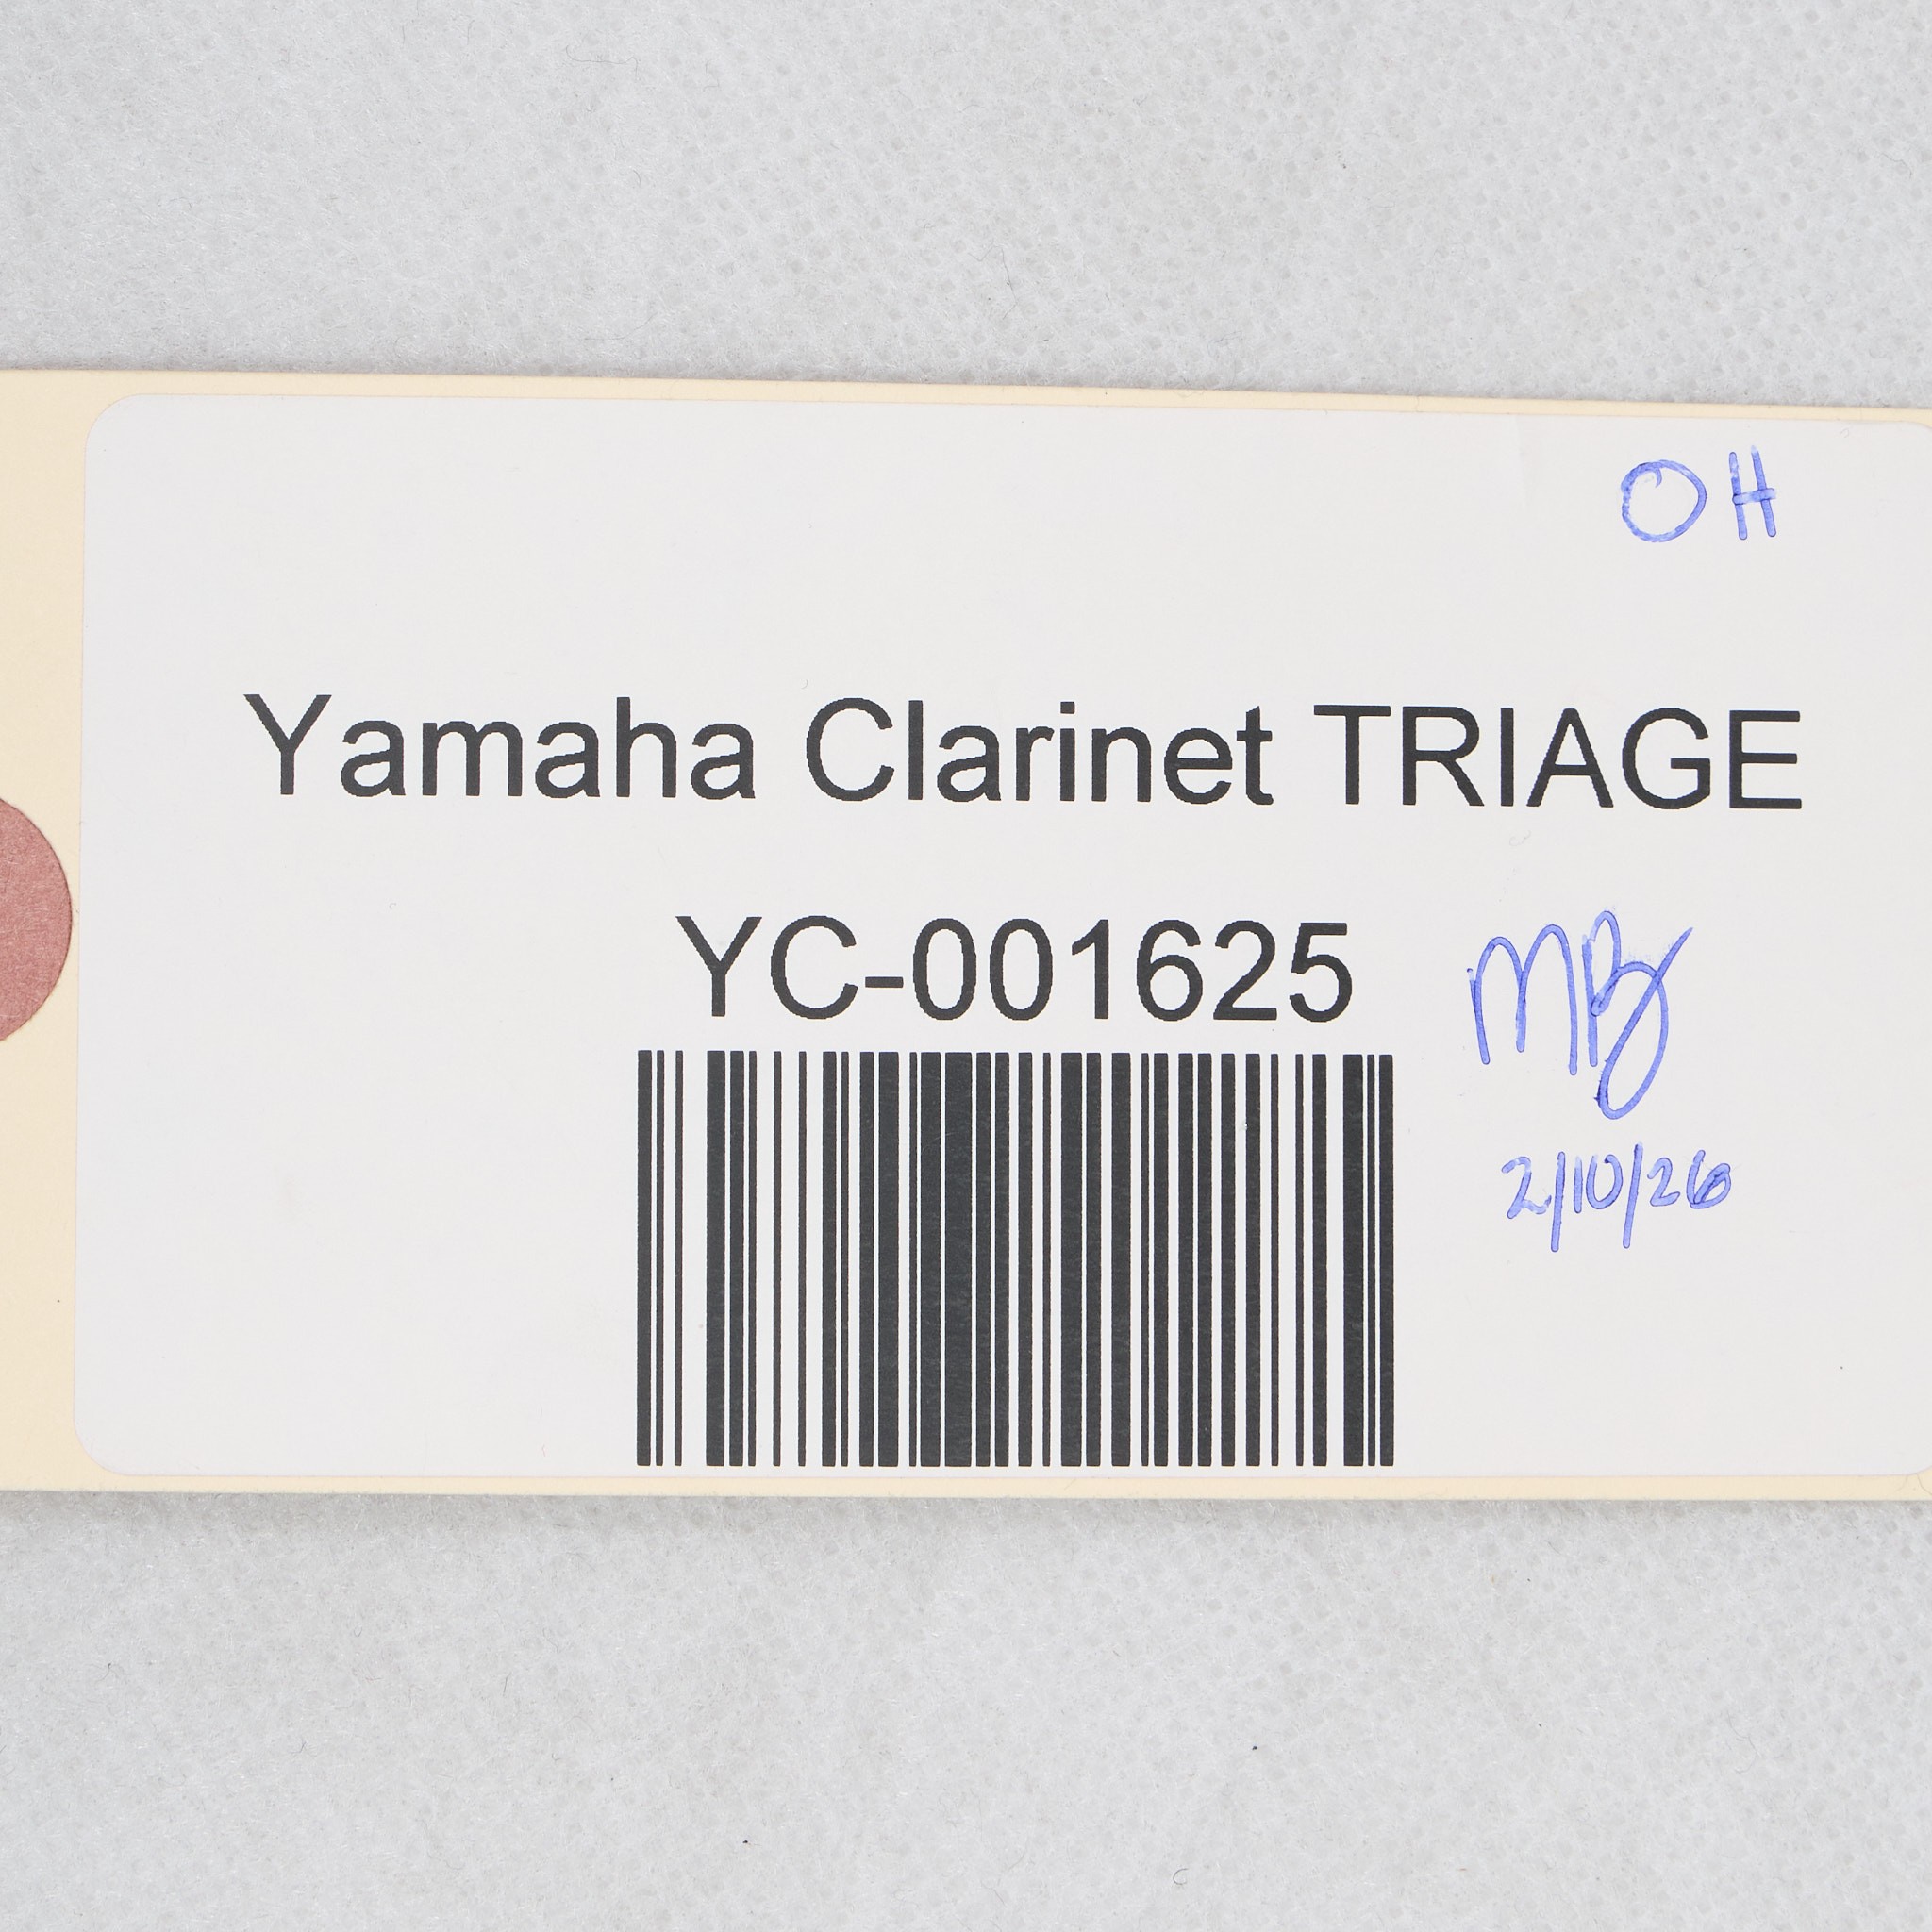 OH
Yamaha Clarinet TRIAGE
YC-001625
MB
2/10/26